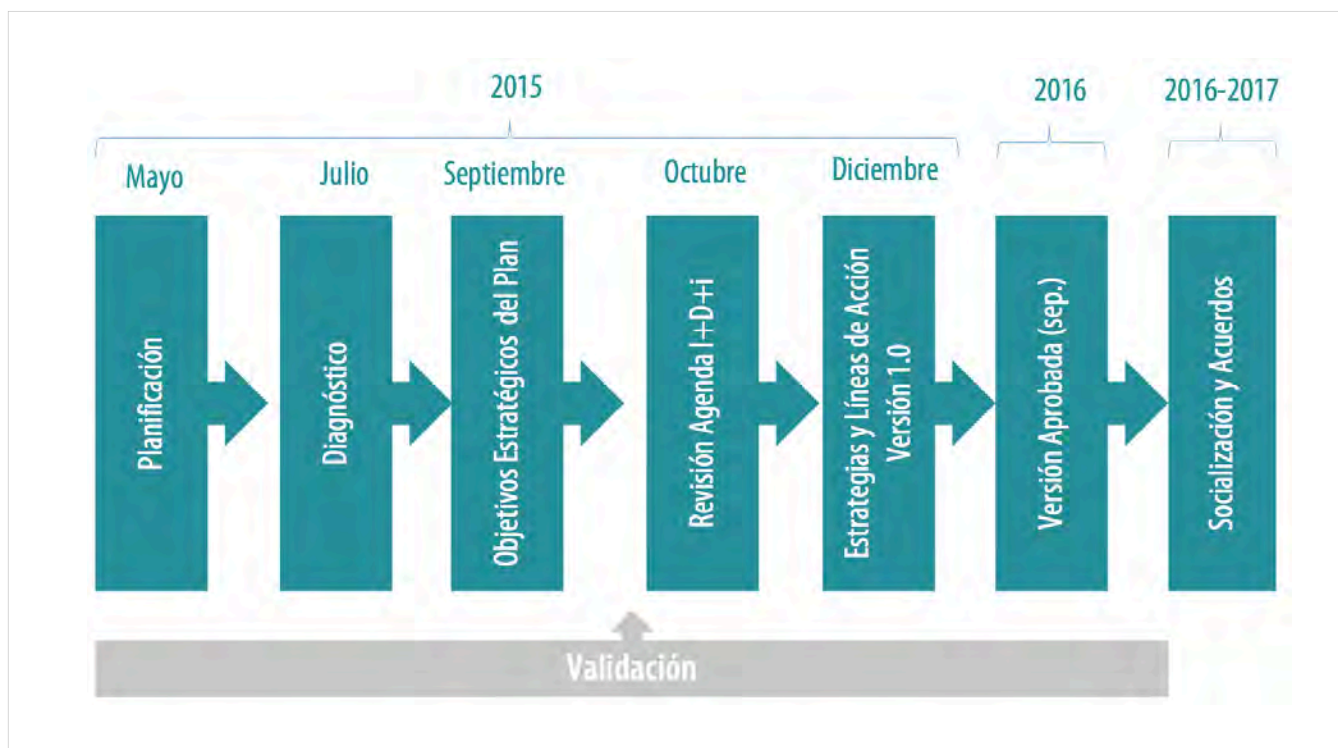 2015
2016
2016-2017
Mayo
Julio
Septiembre
Octubre
Diciembre
Planificación
Diagnóstico
Objetivos Estratégicos del Plan
Revisión Agenda I+D+i
Estrategias y Líneas de Acción
Versión 1.0
Versión Aprobada (sep.)
Socialización y Acuerdos
Validación